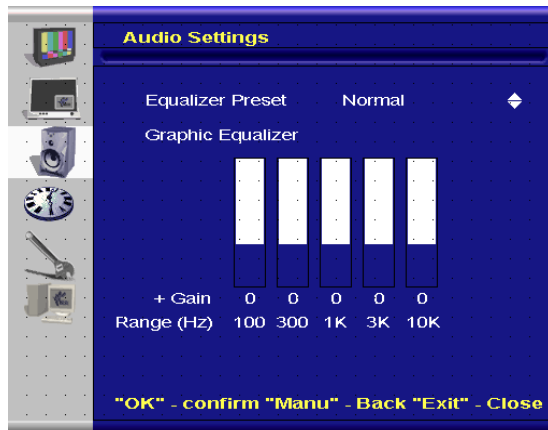 Audio Settings
Equalizer Preset Normal
Graphic Equalizer
+ Gain 0 0 0 0 0
Range (Hz) 100 300 1K 3K 10K
"OK" - confirm "Manu" - Back "Exit" - Close